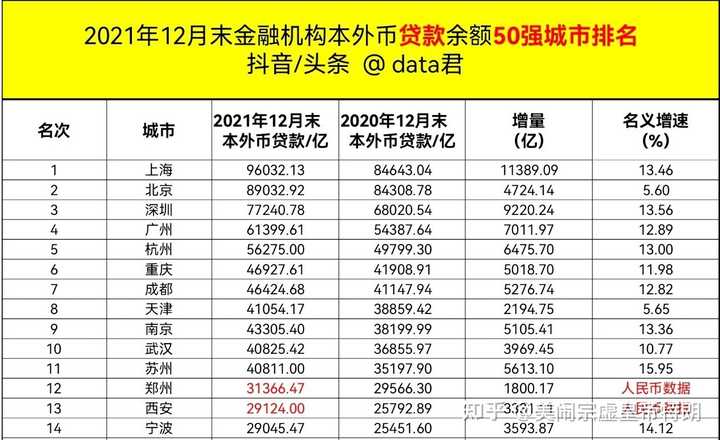 2021年12月末金融机构本外币贷款余额50强城市排名
抖音/头条 @ data君
名次 城市 2021年12月末本外币贷款/亿 2020年12月末本外币贷款/亿 增量(亿) 名义增速(%)
1 上海 96032.13 84643.04 11389.09 13.46
2 北京 89032.92 84308.78 4724.14 5.60
3 深圳 77240.78 68020.54 9220.24 13.56
4 广州 61399.61 54387.64 7011.97 12.89
5 杭州 56275.00 49799.30 6475.70 13.00
6 重庆 46927.61 41908.91 5018.70 11.98
7 成都 46424.68 41147.94 5276.74 12.82
8 天津 41054.17 38859.42 2194.75 5.65
9 南京 43305.40 38199.99 5105.41 13.36
10 武汉 40825.42 36855.97 3969.45 10.77
11 苏州 40811.00 35197.90 5613.10 15.95
12 郑州 31366.47 29566.30 1800.17 人民币数据
13 西安 29124.00 25792.89
14 宁波 29045.47 25451.60 3593.87 14.12
知乎 @美闹宗虚皇帝特朗